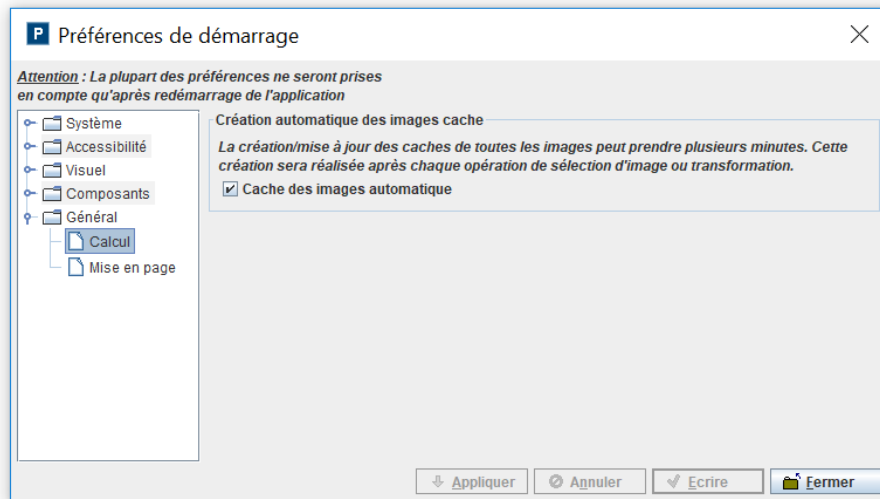 P Préférences de démarrage
Attention : La plupart des préférences ne seront prises
en compte qu'après redémarrage de l'application
Système
Accessibilité
Visuel
Composants
Général
Calcul
Mise en page
Création automatique des images cache
La création/mise à jour des caches de toutes les images peut prendre plusieurs minutes. Cette
création sera réalisée après chaque opération de sélection d'image ou transformation.
Cache des images automatique
Appliquer
Annuler
Ecrire
Fermer